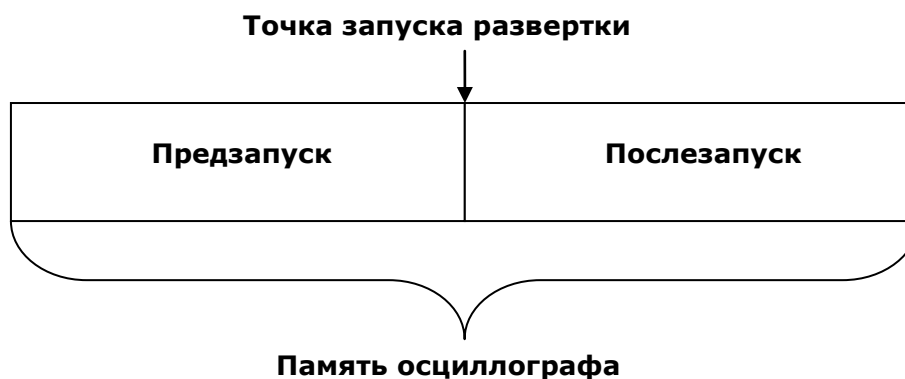 Точка запуска развертки
Предзапуск
Послезапуск
Память осциллографа